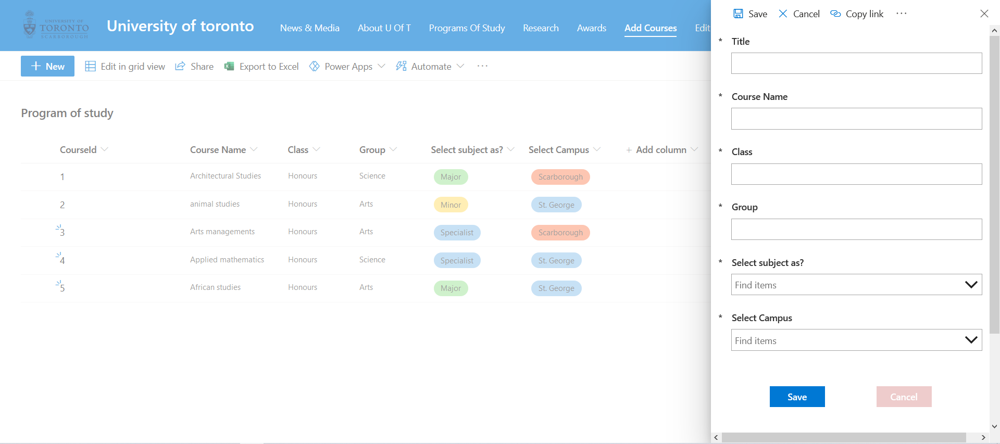 UNIVERSITY OF
TORONTO
SCARBOROUGH
University of toronto
News & Media
About U Of T
Programs Of Study
Research
Awards
Add Courses
Edit
New
Edit in grid view
Share
Export to Excel
Power Apps
Automate
Program of study
CourseId Course Name Class Group Select subject as? Select Campus + Add column
1 Architectural Studies Honours Science Major Scarborough
2 animal studies Honours Arts Minor St. George
3 Arts managements Honours Arts Specialist Scarborough
4 Applied mathematics Honours Science Specialist St. George
5 African studies Honours Arts Major St. George
Save Cancel Copy link ...
* Title
* Course Name
* Class
* Group
* Select subject as?
Find items
* Select Campus
Find items
Save Cancel